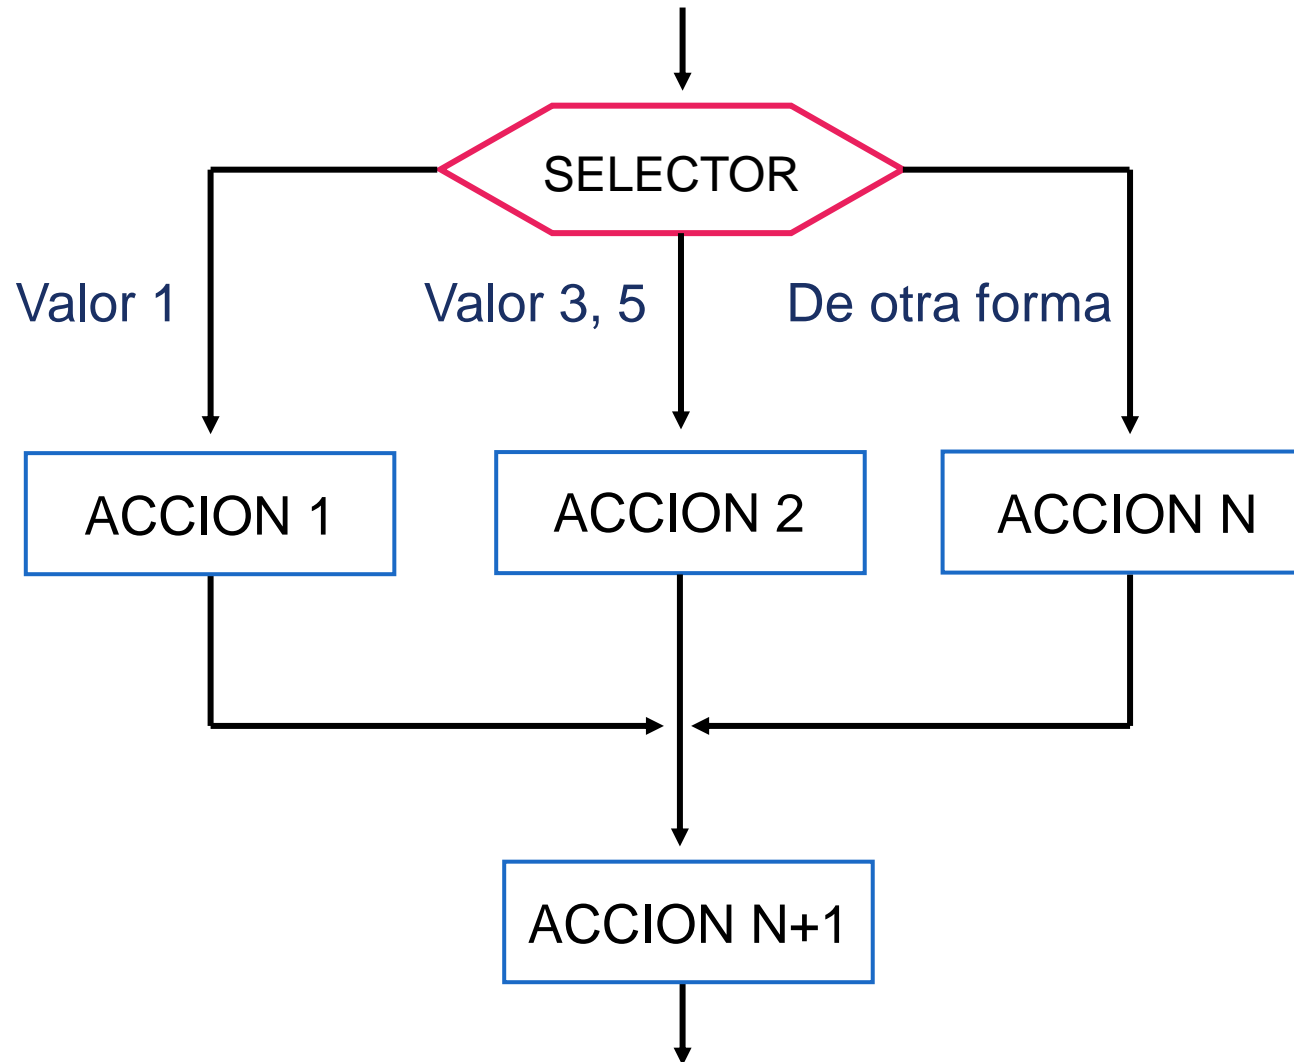 SELECTOR
Valor 1
Valor 3, 5
De otra forma
ACCION 1
ACCION 2
ACCION N
ACCION N+1